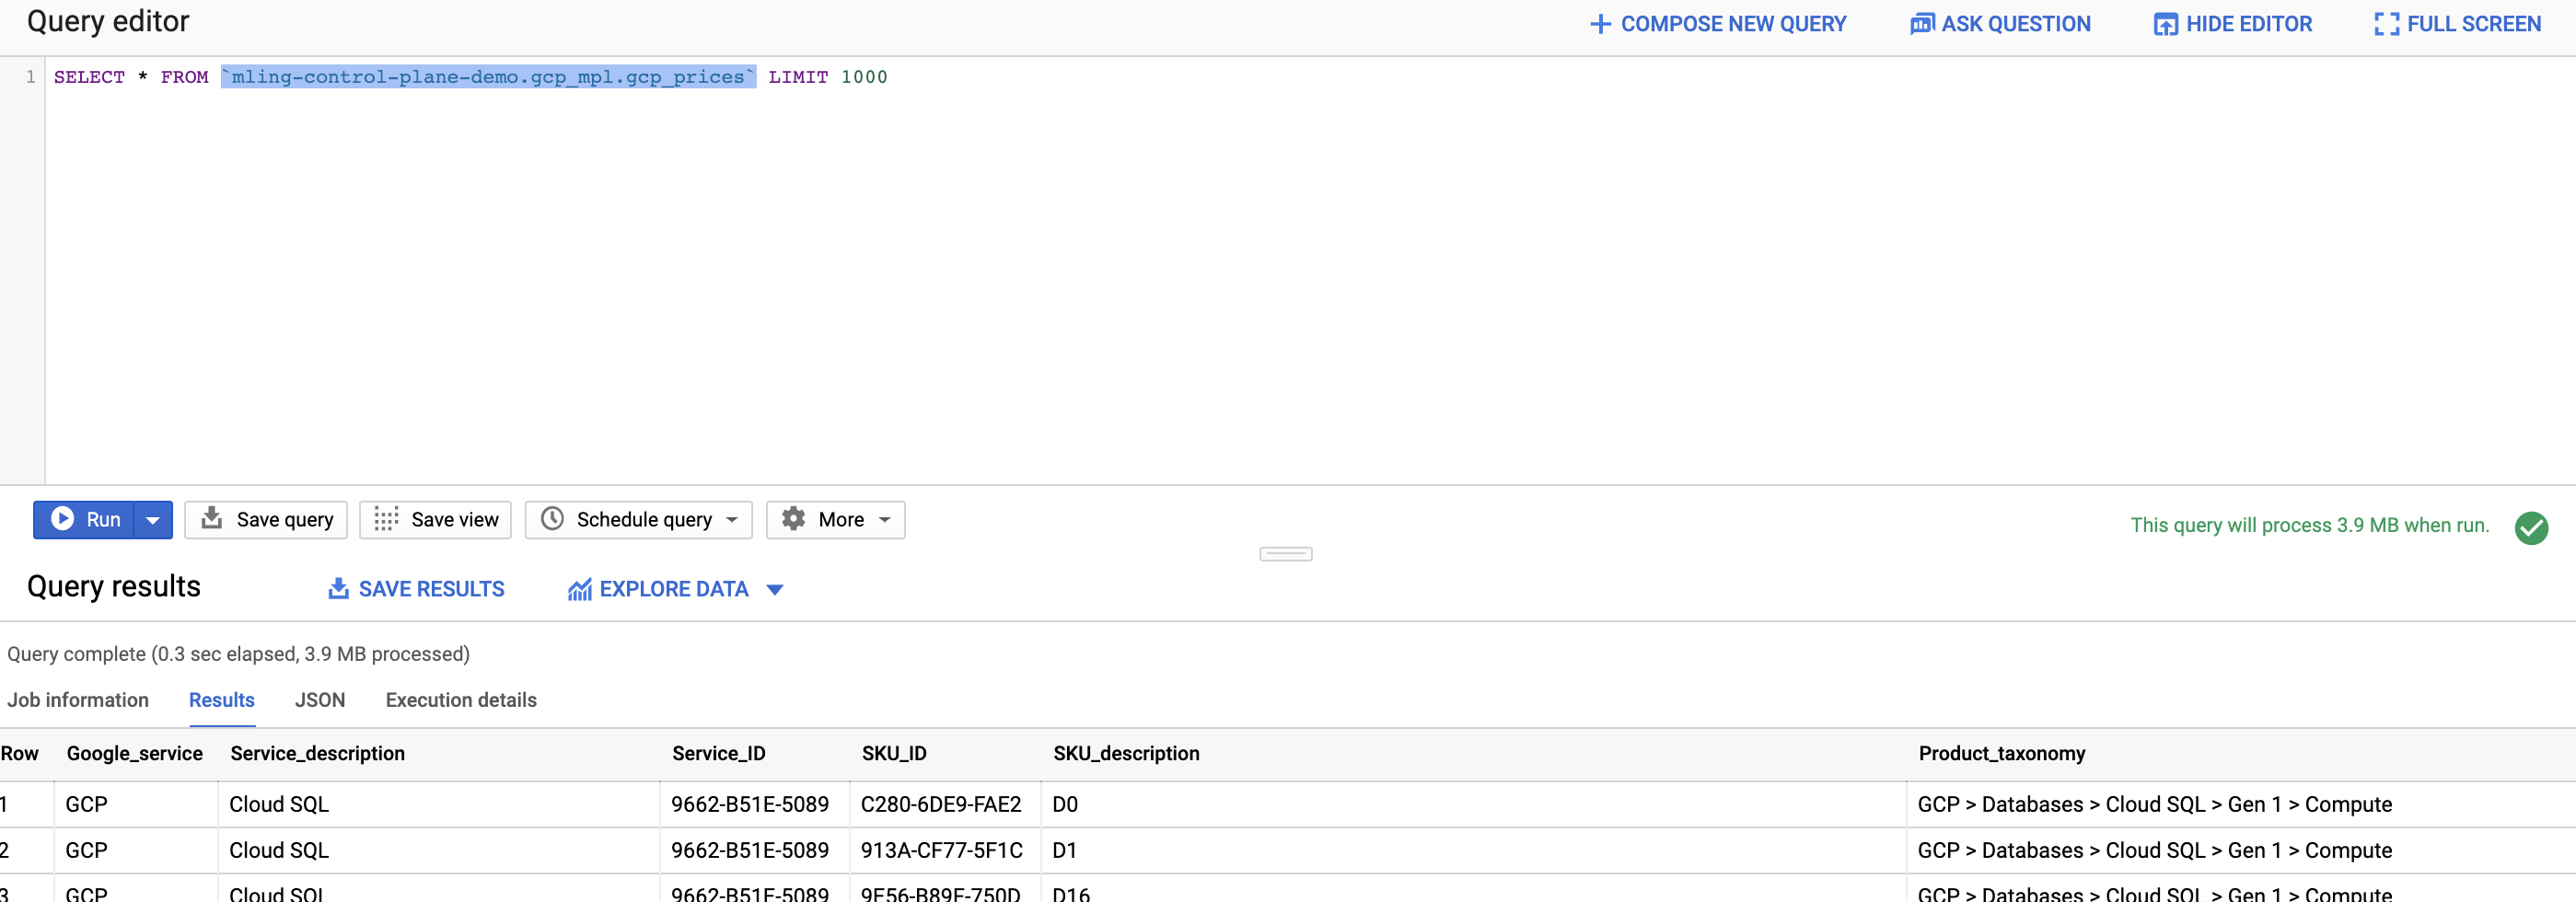 Query editor
COMPOSE NEW QUERY ASK QUESTION HIDE EDITOR FULL SCREEN
1 SELECT * FROM `mling-control-plane-demo.gcp_mpl.gcp_prices` LIMIT 1000
Run Save query Save view Schedule query More This query will process 3.9 MB when run.
Query results SAVE RESULTS EXPLORE DATA
Query complete (0.3 sec elapsed, 3.9 MB processed)
Job information Results JSON Execution details
Row Google_service Service_description Service_ID SKU_ID SKU_description Product_taxonomy
1 GCP Cloud SQL 9662-B51E-5089 C280-6DE9-FAE2 D0 GCP > Databases > Cloud SQL > Gen 1 > Compute
2 GCP Cloud SQL 9662-B51E-5089 913A-CF77-5F1C D1 GCP > Databases > Cloud SQL > Gen 1 > Compute
3 GCP Cloud SQL 9662-B51E-5089 9E56-B89E-750D D16 GCP > Databases > Cloud SQL > Gen 1 > Compute